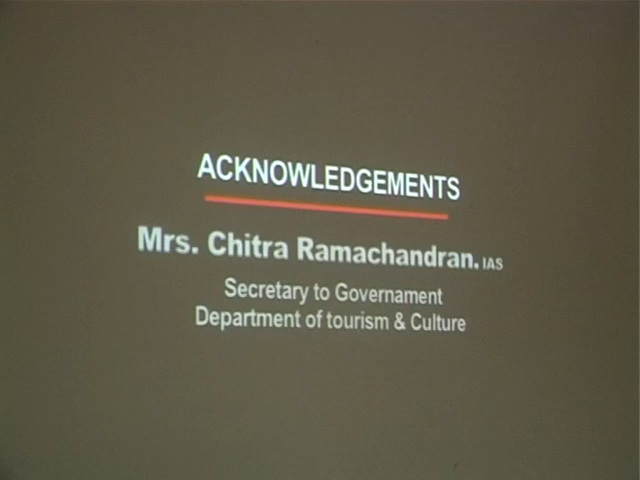 ACKNOWLEDGEMENTS
Mrs. Chitra Ramachandran. IAS
Secretary to Governament
Department of tourism & Culture